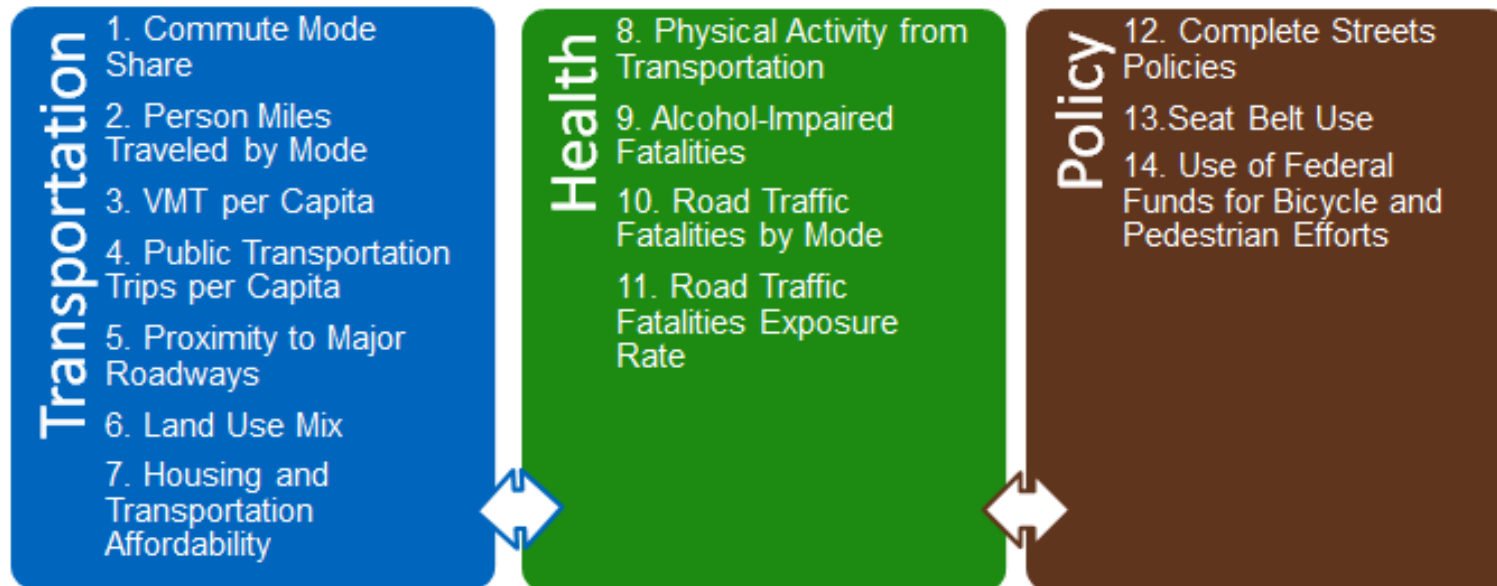 Transportation
1. Commute Mode
Share
2. Person Miles
Traveled by Mode
3. VMT per Capita
4. Public Transportation
Trips per Capita
5. Proximity to Major
Roadways
6. Land Use Mix
7. Housing and
Transportation
Affordability
Health
8. Physical Activity from
Transportation
9. Alcohol-Impaired
Fatalities
10. Road Traffic
Fatalities by Mode
11. Road Traffic
Fatalities Exposure
Rate
Policy
12. Complete Streets
Policies
13.Seat Belt Use
14. Use of Federal
Funds for Bicycle and
Pedestrian Efforts